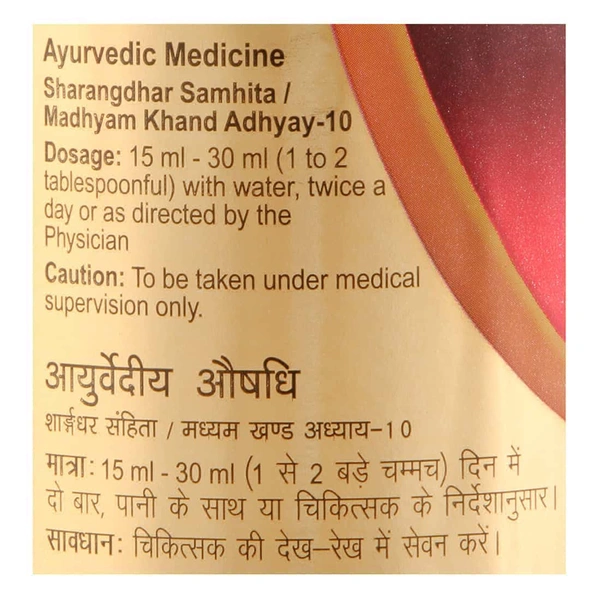 Ayurvedic Medicine
Sharangdhar Samhita /
Madhyam Khand Adhyay-10
Dosage: 15 ml - 30 ml (1 to 2
tablespoonful) with water, twice a
day or as directed by the
Physician
Caution: To be taken under medical
supervision only.
आयुर्वेदीय औषधि
शार्ङ्गधर संहिता / मध्यम खण्ड अध्याय-10
मात्रा: 15 ml - 30 ml (1 से 2 बड़े चम्मच) दिन में
दो बार, पानी के साथ या चिकित्सक के निर्देशानुसार।
सावधान: चिकित्सक की देख-रेख में सेवन करें।